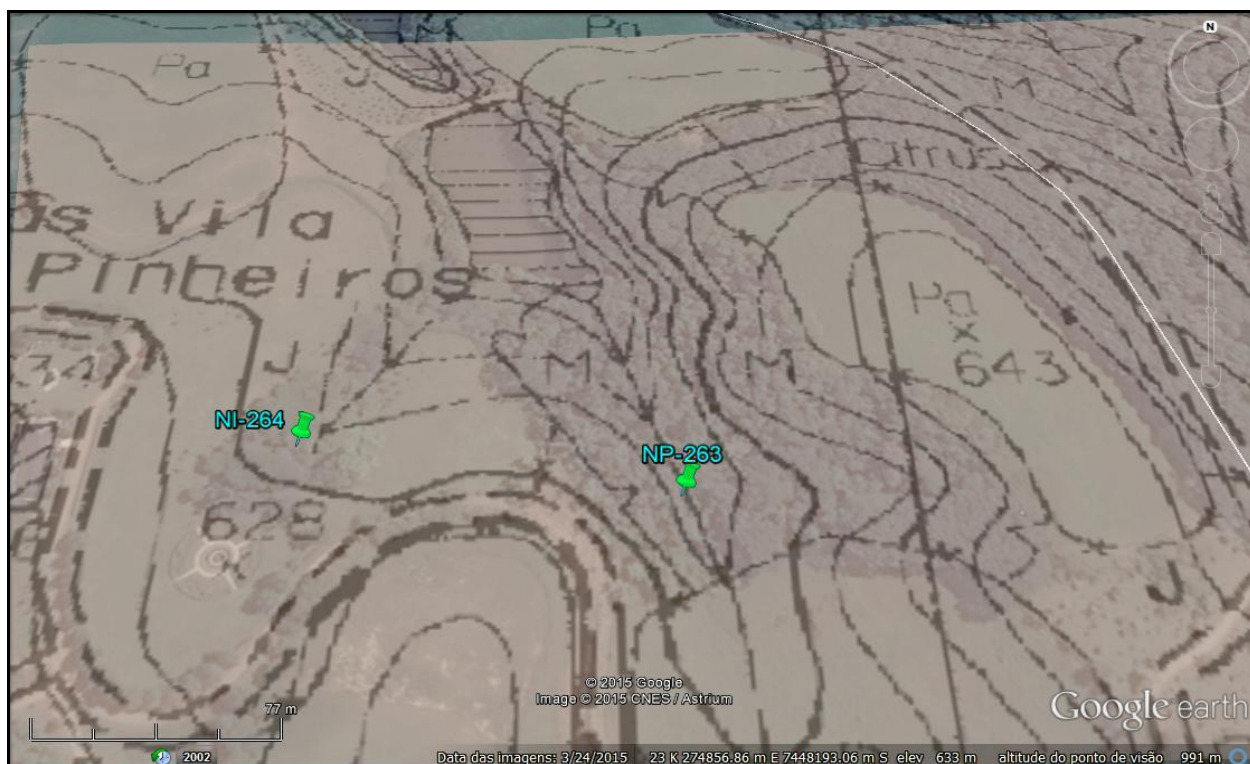 Pa
Pa
M
J
M
Citrus
as Vila
Pinheiros
Pa
x
643
J
M
M
34
NI-264
NP-263
628
J
77 m
© 2015 Google
Image © 2015 CNES / Astrium
Google earth
N
2002
Data das imagens: 3/24/2015 23 K 274856.86 m E 7448193.06 m S elev 633 m altitude do ponto de visão 991 m